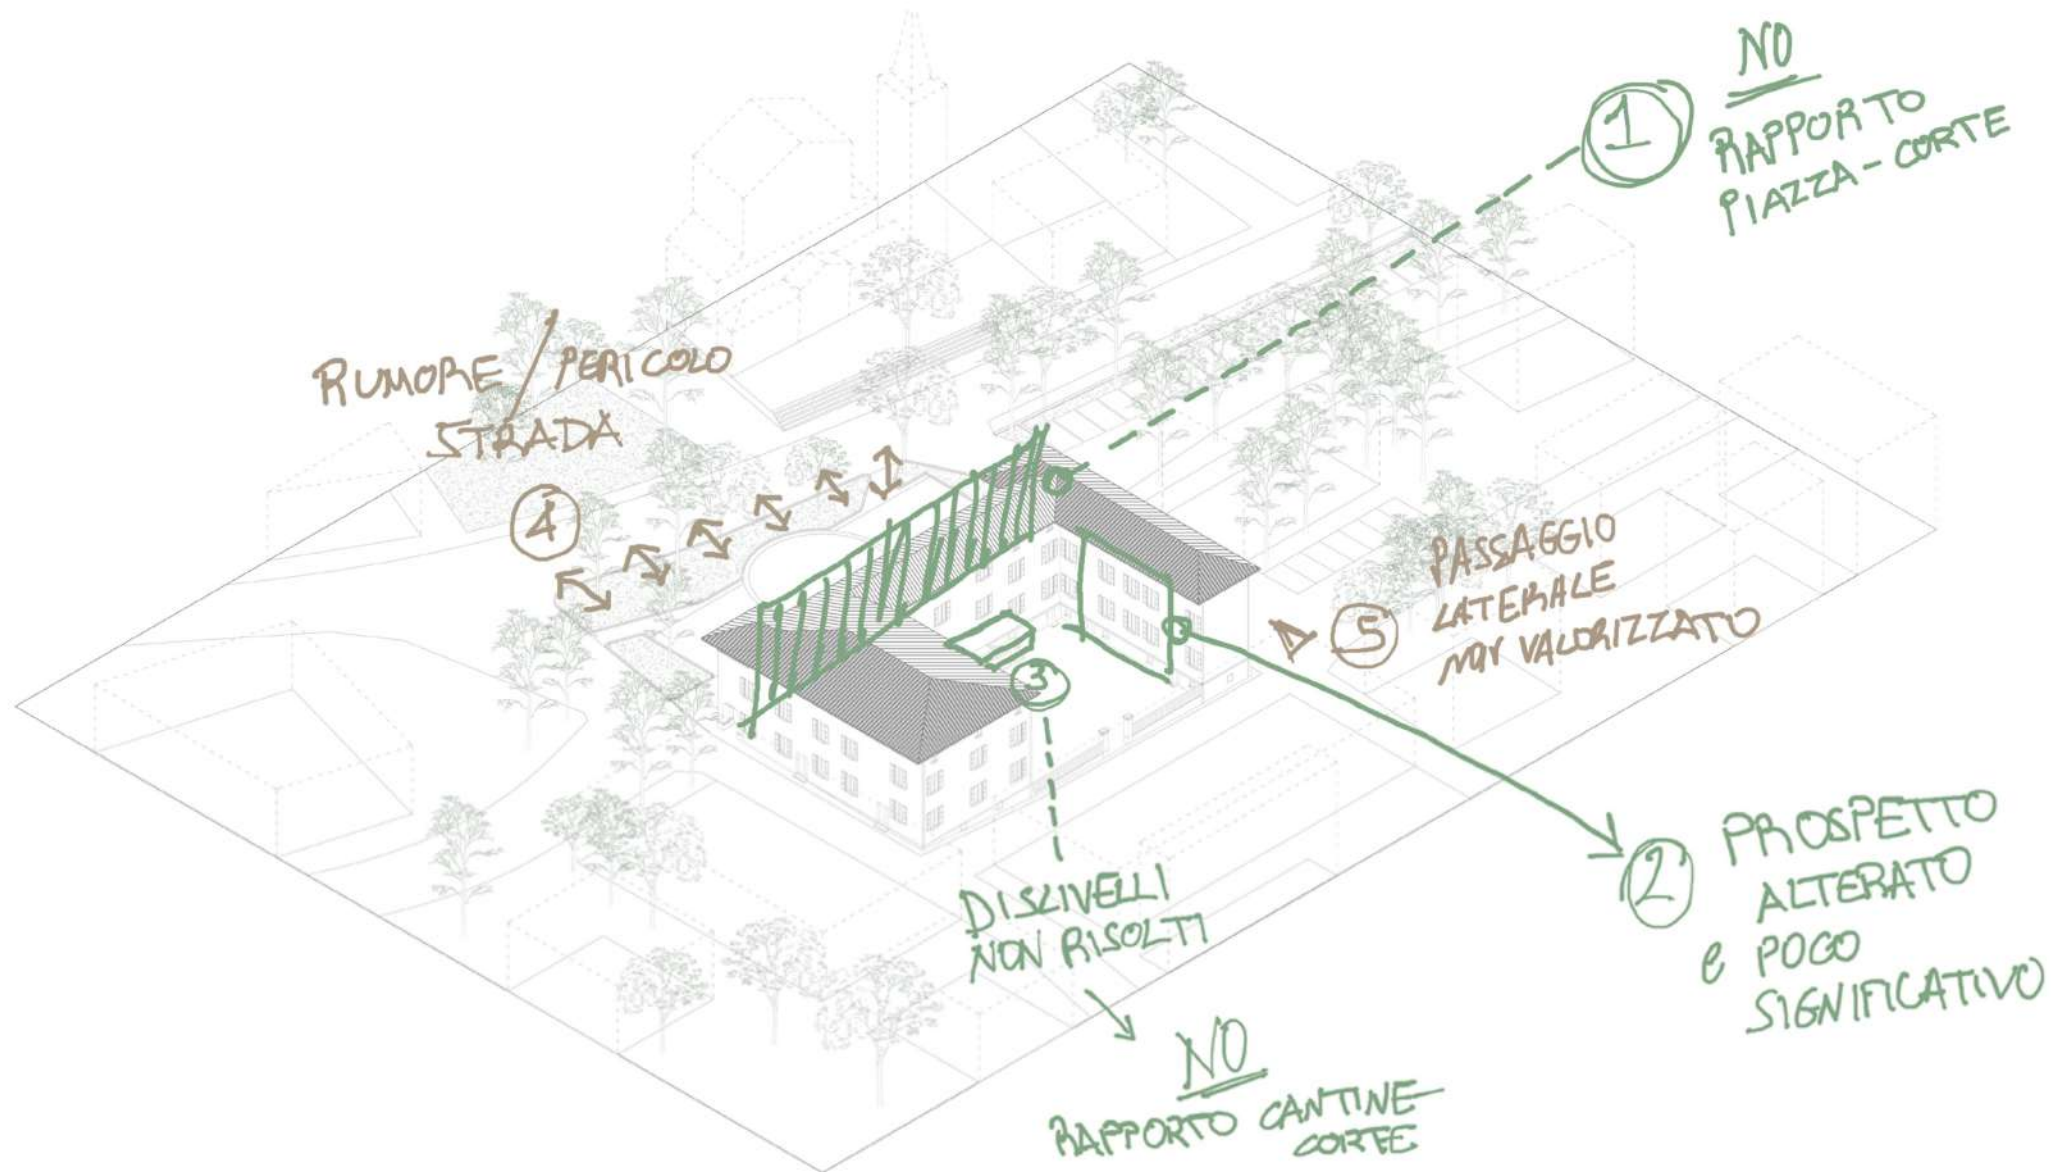 1
NO
RAPPORTO
PIAZZA-CORTE
RUMORE / PERICOLO
STRADA
4
5
PASSAGGIO
LATERALE
NON VALORIZZATO
3
DISLIVELLI
NON RISOLTI
NO
RAPPORTO CANTINE-
CORTE
2
PROSPETTO
ALTERATO
e POCO
SIGNIFICATIVO